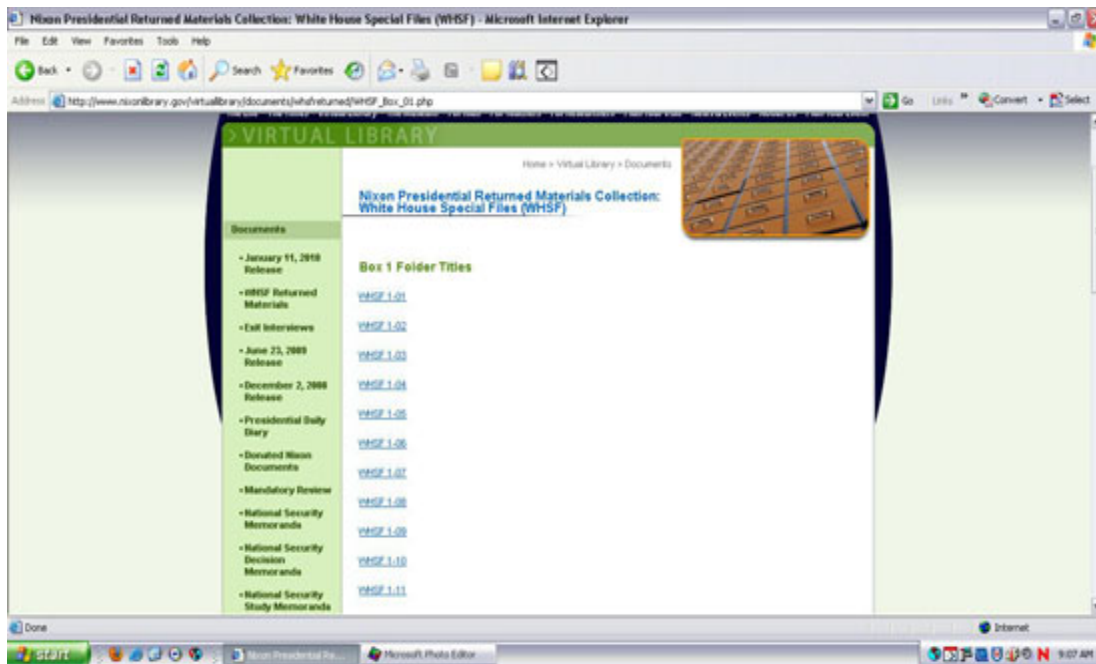 Nixon Presidential Returned Materials Collection: White House Special Files (WHSF) - Microsoft Internet Explorer
File Edit View Favorites Tools Help
Back Search Favorites
Address http://www.nixonlibrary.gov/virtuallibrary/documents/whsfreturned/WHSF_Box_01.php Go Links » Convert Select
> VIRTUAL LIBRARY
Home > Virtual Library > Documents
Nixon Presidential Returned Materials Collection:
White House Special Files (WHSF)
Documents
• January 11, 2010
Release
• WHSF Returned
Materials
• Exit Interviews
• June 23, 2009
Release
• December 2, 2008
Release
• Presidential Daily
Diary
• Donated Nixon
Documents
• Mandatory Review
• National Security
Memoranda
• National Security
Decision
Memoranda
• National Security
Study Memoranda
Box 1 Folder Titles
WHSF 1-01
WHSF 1-02
WHSF 1-03
WHSF 1-04
WHSF 1-05
WHSF 1-06
WHSF 1-07
WHSF 1-08
WHSF 1-09
WHSF 1-10
WHSF 1-11
Done Internet
start Nixon Presidential Re... Microsoft Photo Editor N 9:07 AM